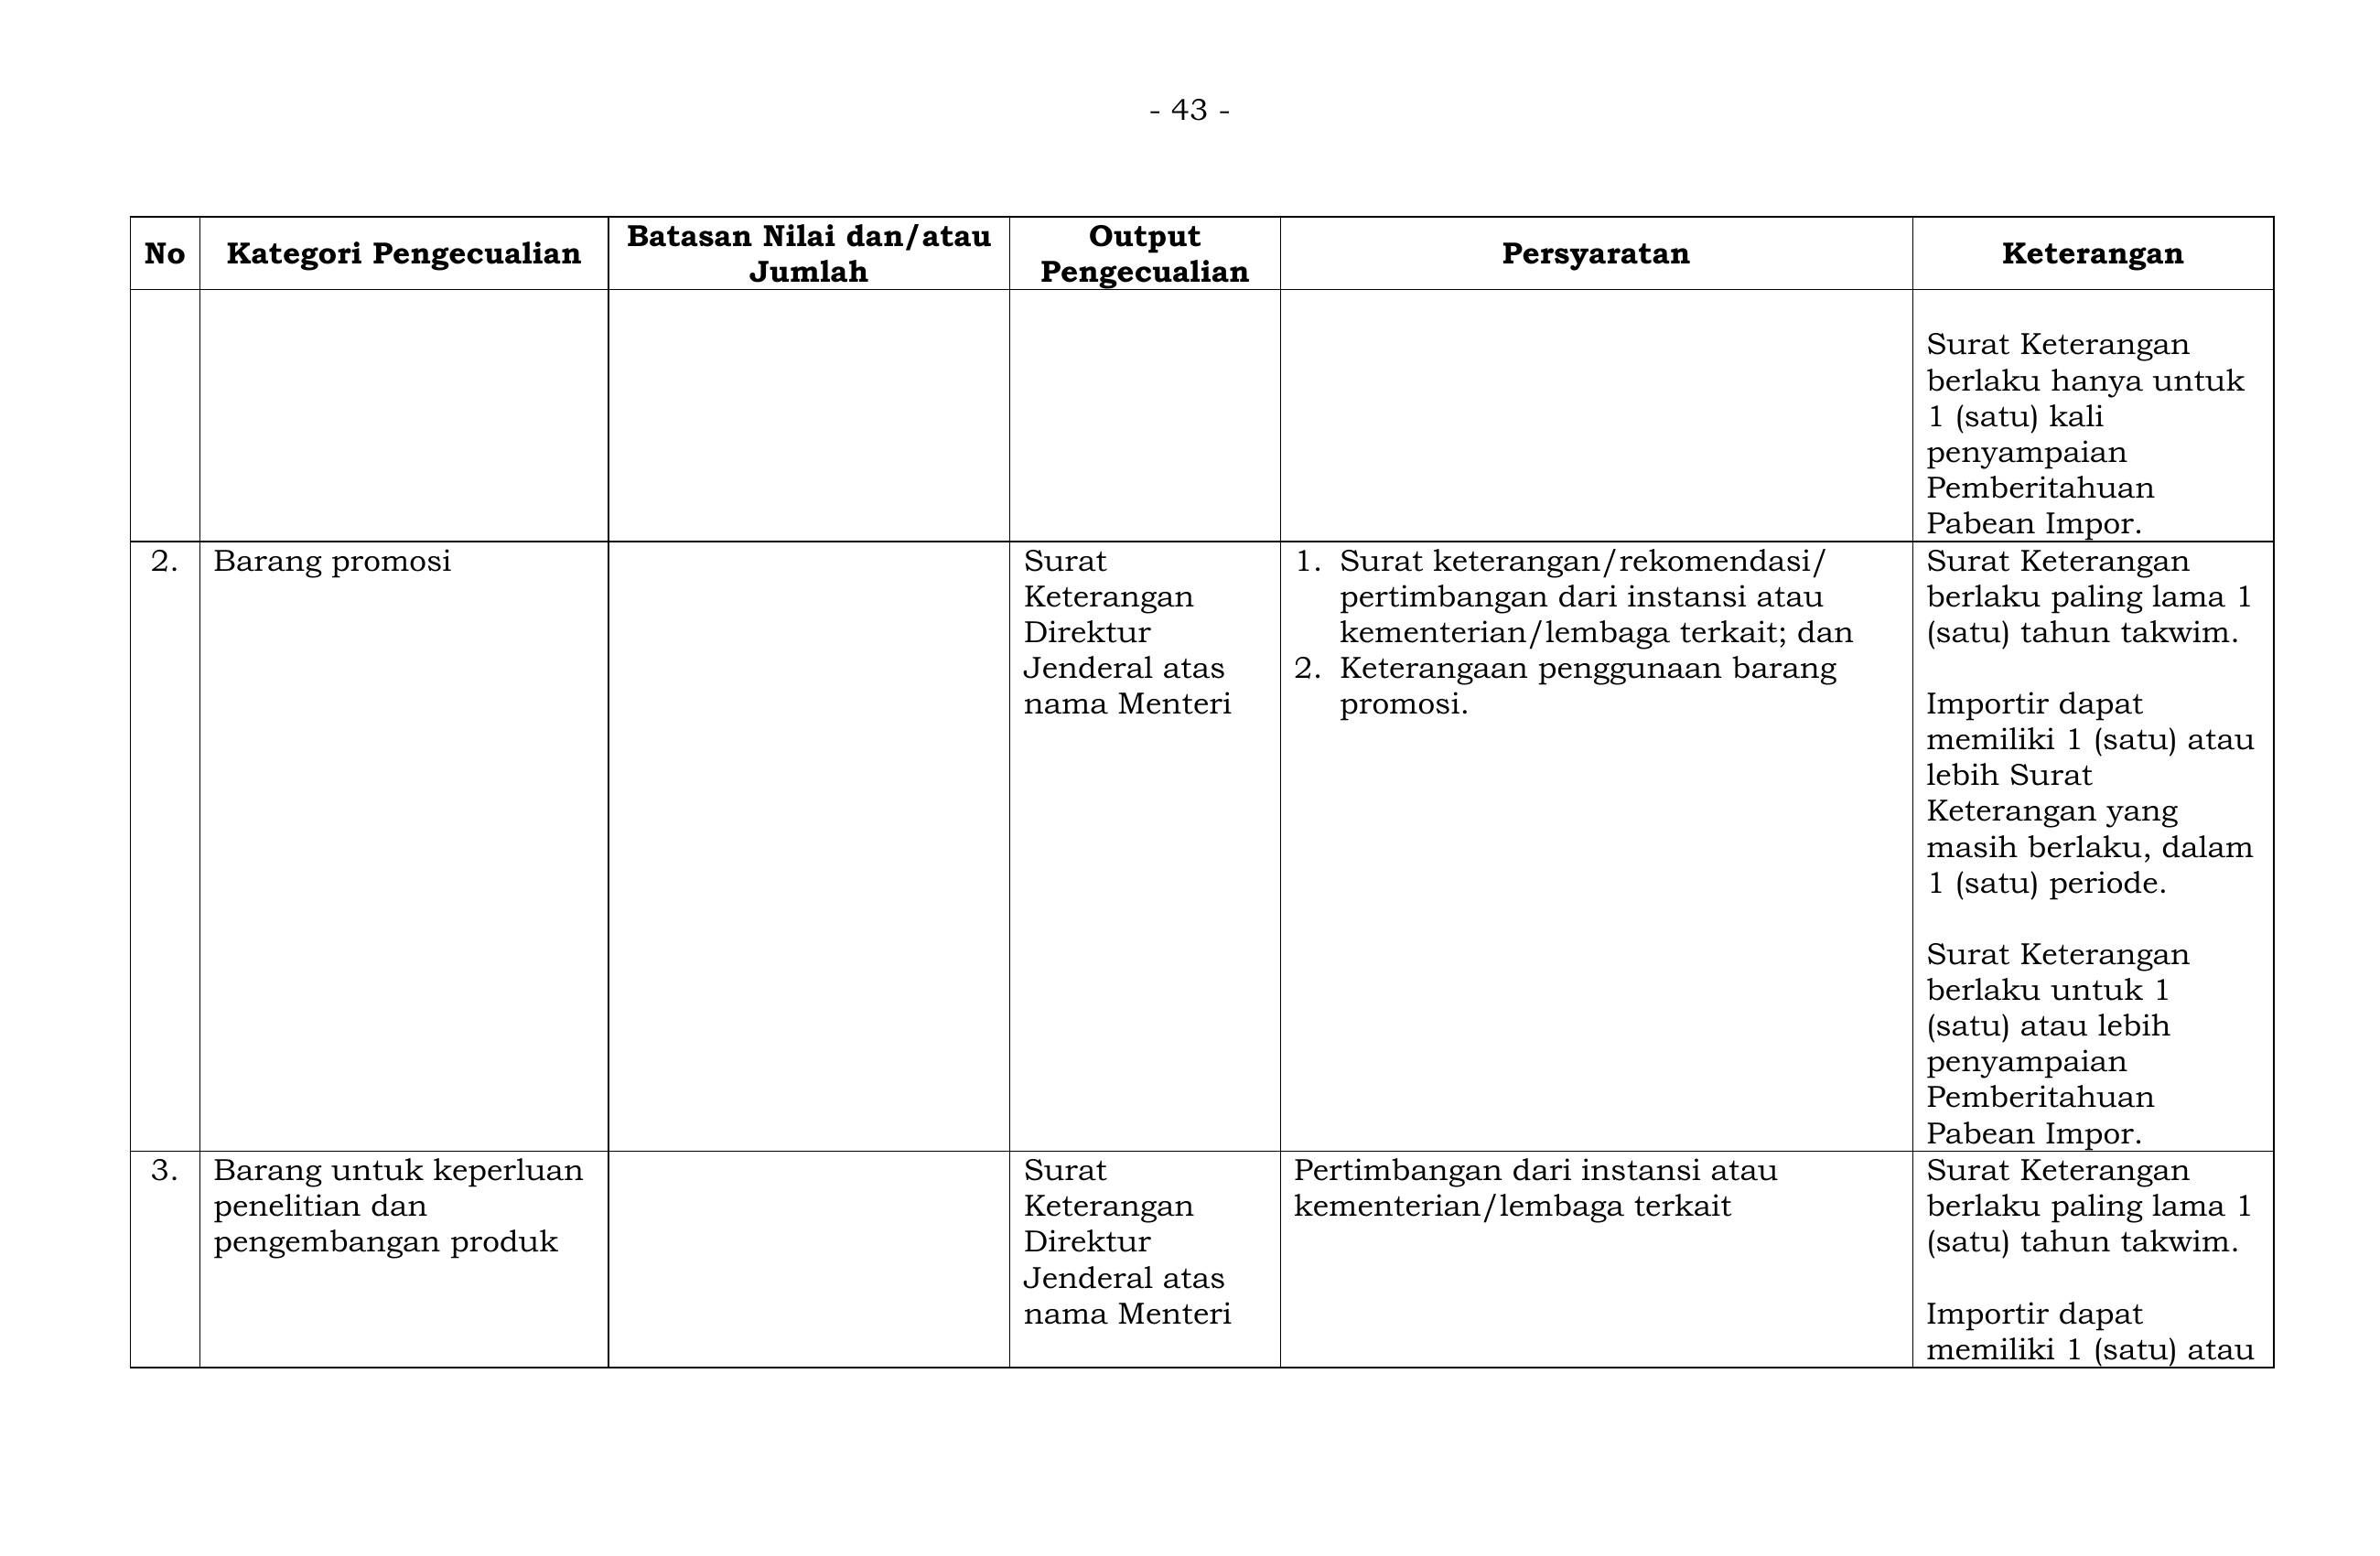 - 43 -
No
Kategori Pengecualian
Batasan Nilai dan/atau
Jumlah
Output
Pengecualian
Persyaratan
Keterangan
Surat Keterangan
berlaku hanya untuk
1 (satu) kali
penyampaian
Pemberitahuan
Pabean Impor.
2.
Barang promosi
Surat
Keterangan
Direktur
Jenderal atas
nama Menteri
1. Surat keterangan/rekomendasi/
pertimbangan dari instansi atau
kementerian/lembaga terkait; dan
2. Keterangaan penggunaan barang
promosi.
Surat Keterangan
berlaku paling lama 1
(satu) tahun takwim.
Importir dapat
memiliki 1 (satu) atau
lebih Surat
Keterangan yang
masih berlaku, dalam
1 (satu) periode.
Surat Keterangan
berlaku untuk 1
(satu) atau lebih
penyampaian
Pemberitahuan
Pabean Impor.
3.
Barang untuk keperluan
penelitian dan
pengembangan produk
Surat
Keterangan
Direktur
Jenderal atas
nama Menteri
Pertimbangan dari instansi atau
kementerian/lembaga terkait
Surat Keterangan
berlaku paling lama 1
(satu) tahun takwim.
Importir dapat
memiliki 1 (satu) atau